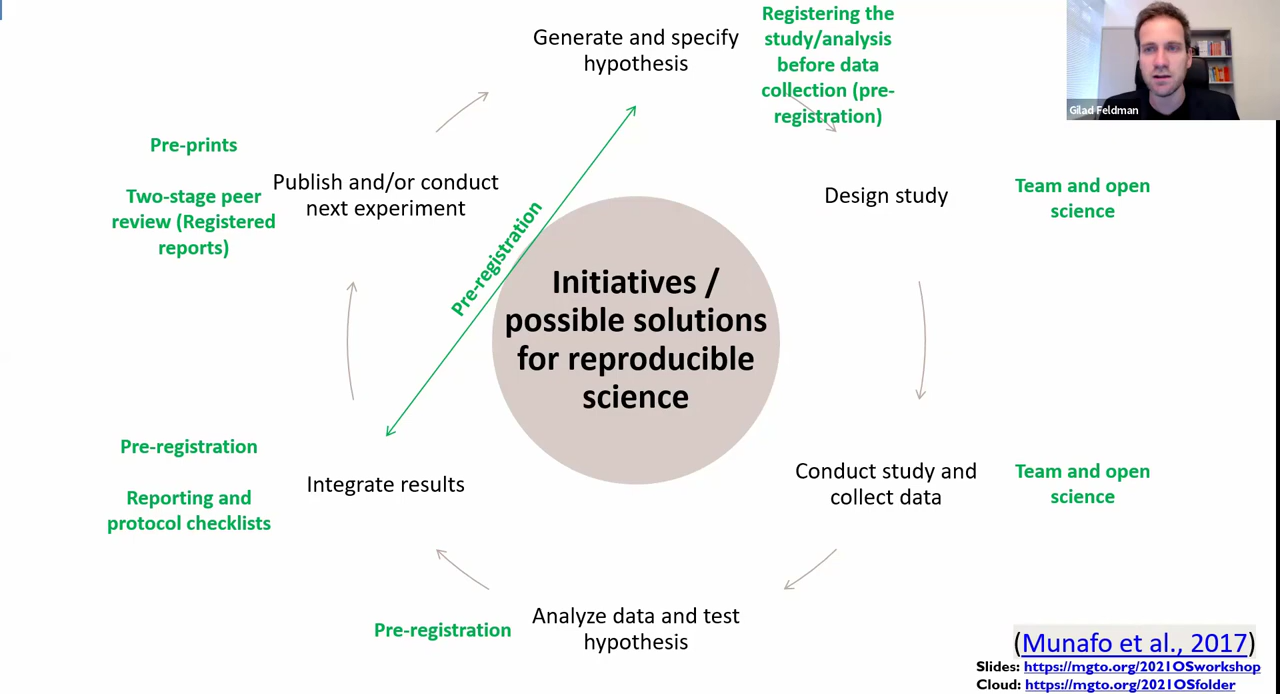 Generate and specify
hypothesis
Registering the
study/analysis
before data
collection (pre-
registration)
Gilad Feldman
Pre-prints
Two-stage peer
review (Registered
reports)
Publish and/or conduct
next experiment
Pre-registration
Design study
Team and open
science
Initiatives /
possible solutions
for reproducible
science
Pre-registration
Reporting and
protocol checklists
Integrate results
Conduct study and
collect data
Team and open
science
Pre-registration
Analyze data and test
hypothesis
(Munafo et al., 2017)
Slides: https://mgto.org/2021OSworkshop
Cloud: https://mgto.org/2021OSfolder